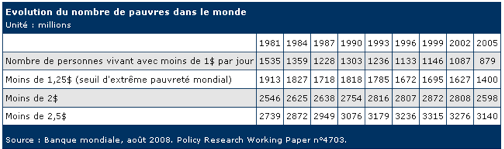 Evolution du nombre de pauvres dans le monde
Unité : millions
1981 1984 1987 1990 1993 1996 1999 2002 2005
Nombre de personnes vivant avec moins de 1$ par jour 1535 1359 1228 1303 1236 1133 1146 1087 879
Moins de 1,25$ (seuil d'extrême pauvreté mondial) 1913 1827 1718 1818 1785 1672 1695 1627 1400
Moins de 2$ 2546 2625 2638 2754 2816 2807 2872 2808 2598
Moins de 2,5$ 2739 2872 2949 3076 3179 3236 3315 3276 3140
Source : Banque mondiale, août 2008. Policy Research Working Paper n°4703.